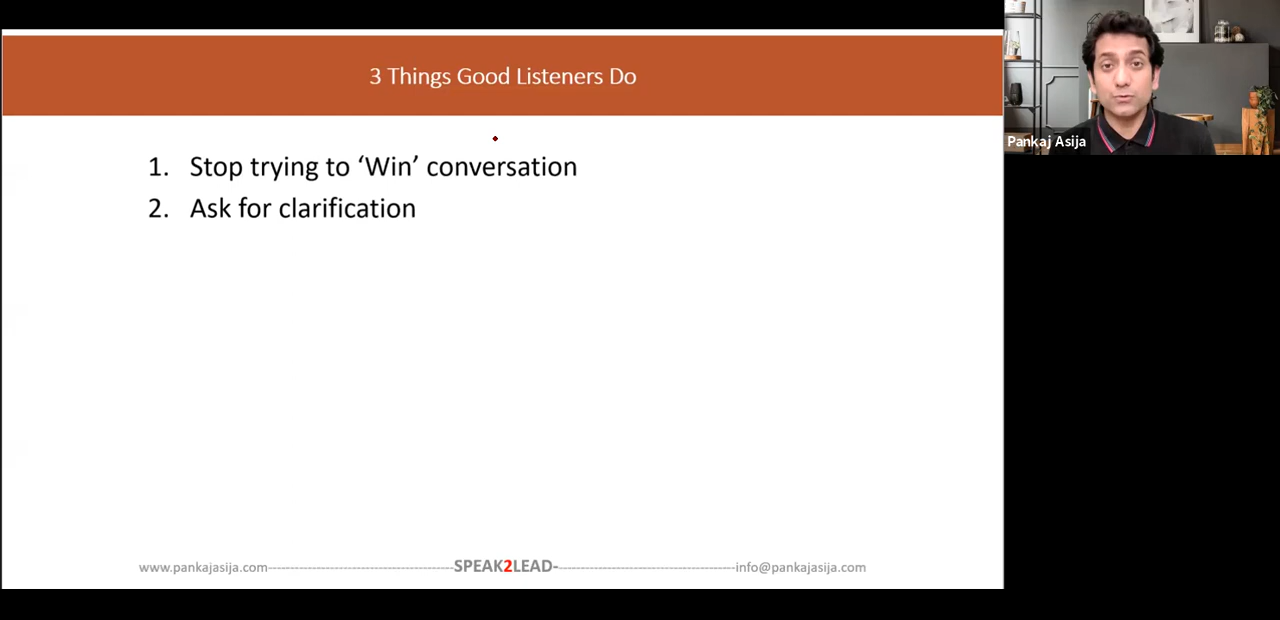 3 Things Good Listeners Do
1. Stop trying to ‘Win’ conversation
2. Ask for clarification
www.pankajasija.com------------------------------------------SPEAK2LEAD-----------------------------------------info@pankajasija.com
Pankaj Asija